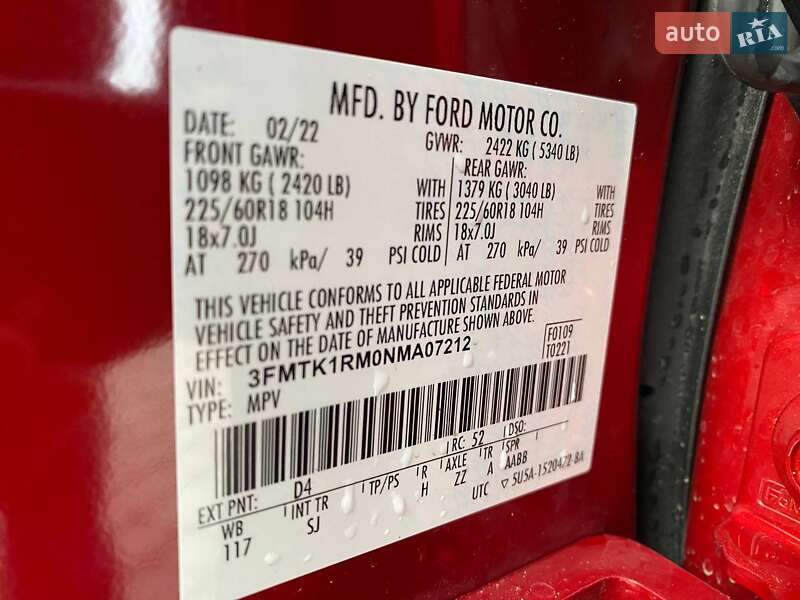 auto RIA.com
MFD. BY FORD MOTOR CO.
DATE: 02/22 GVWR: 2422 KG ( 5340 LB)
FRONT GAWR: REAR GAWR:
1098 KG ( 2420 LB) WITH 1379 KG ( 3040 LB) WITH
225/60R18 104H TIRES 225/60R18 104H TIRES
18x7.0J RIMS 18x7.0J RIMS
AT 270 kPa/ 39 PSI COLD AT 270 kPa/ 39 PSI COLD
THIS VEHICLE CONFORMS TO ALL APPLICABLE FEDERAL MOTOR
VEHICLE SAFETY AND THEFT PREVENTION STANDARDS IN
EFFECT ON THE DATE OF MANUFACTURE SHOWN ABOVE.
F0109
T0221
VIN: 3FMTK1RM0NMA07212
TYPE: MPV
EXT PNT: D4 RC: 52 DSO:
WB INT TR TP/PS R AXLE TR SPR
117 SJ H ZZ A AABB
UTC ▽ 5U5A-1520472-BA